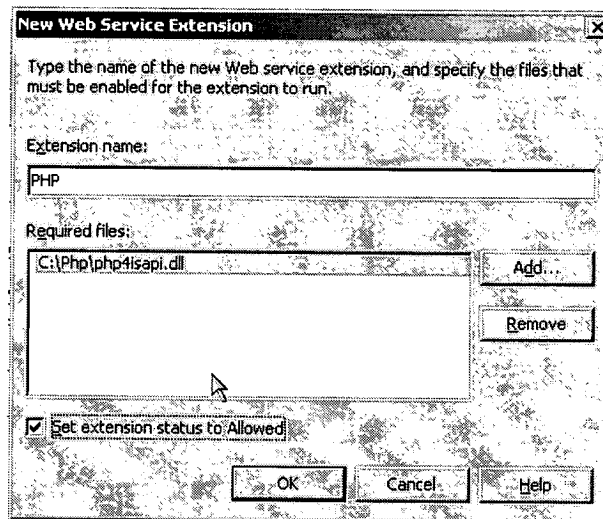 New Web Service Extension
Type the name of the new Web service extension, and specify the files that
must be enabled for the extension to run.
Extension name:
PHP
Required files:
C:\Php\php4isapi.dll
Add...
Remove
Set extension status to Allowed
OK
Cancel
Help